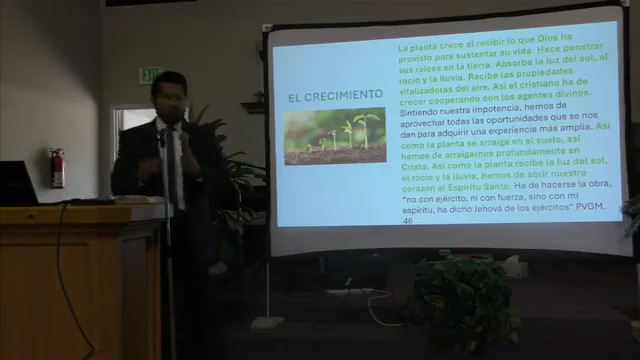 EXIT
EL CRECIMIENTO
La planta crece al recibir lo que Dios ha
provisto para sustentar su vida. Hace penetrar
sus raíces en la tierra. Absorbe la luz del sol, el
rocío y la lluvia. Recibe las propiedades
vitalizadoras del aire. Así el cristiano ha de
crecer cooperando con los agentes divinos.
Sintiendo nuestra impotencia, hemos de
aprovechar todas las oportunidades que se nos
dan para adquirir una experiencia más amplia. Así
como la planta se arraiga en el suelo, así
hemos de arraigarnos profundamente en
Cristo. Así como la planta recibe la luz del sol,
el rocío y la lluvia, hemos de abrir nuestro
corazón al Espíritu Santo. Ha de hacerse la obra,
“no con ejército, ni con fuerza, sino con mi
espíritu, ha dicho Jehová de los ejércitos” PVGM.
46